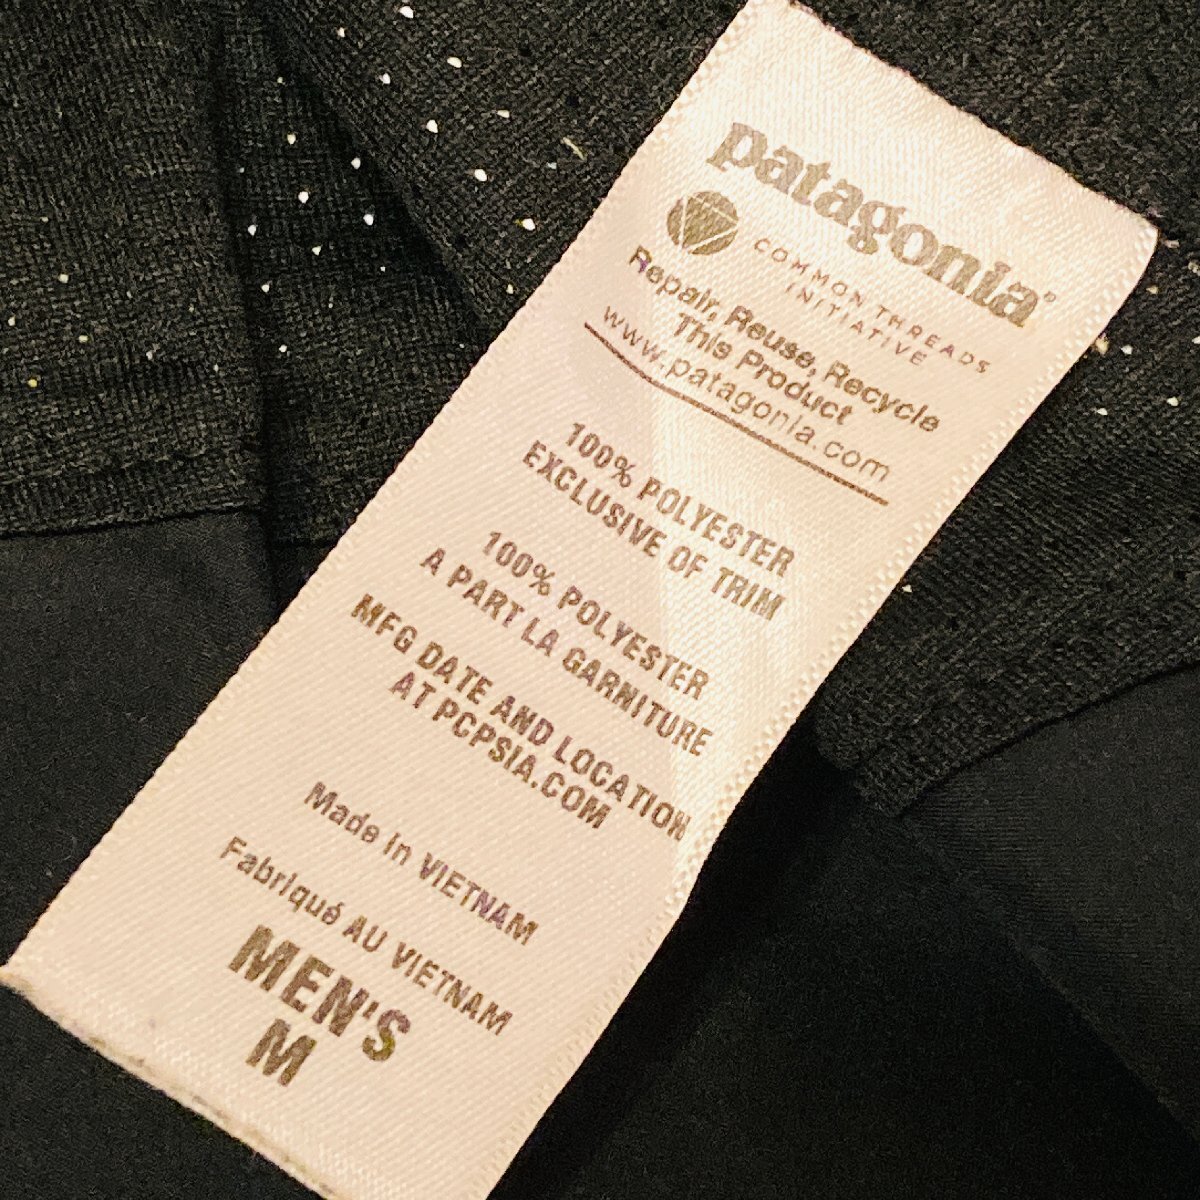 patagonia®
COMMON THREADS
INITIATIVE
Repair, Reuse, Recycle
This Product
www.patagonia.com
100% POLYESTER
EXCLUSIVE OF TRIM
100% POLYESTER
A PART LA GARNITURE
MFG DATE AND LOCATION
AT PCPSIA.COM
Made in VIETNAM
Fabriqué AU VIETNAM
MEN'S
M